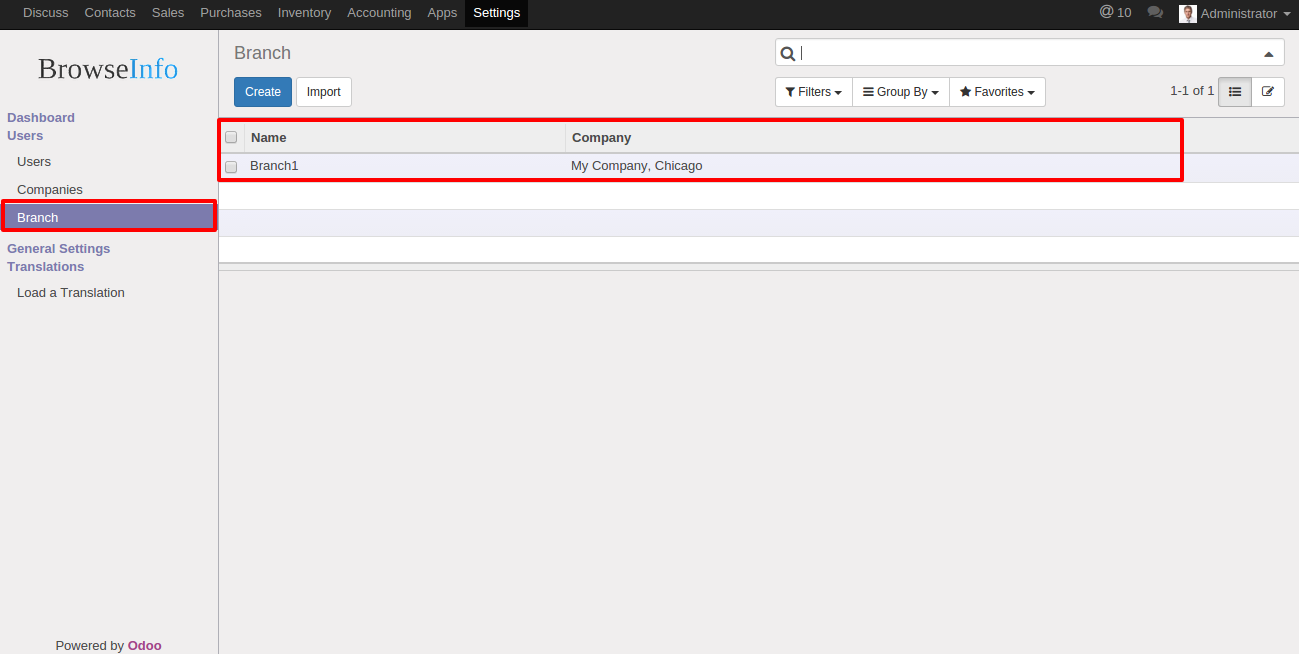 Discuss Contacts Sales Purchases Inventory Accounting Apps Settings @ 10 Administrator
BrowseInfo
Dashboard
Users
Users
Companies
Branch
General Settings
Translations
Load a Translation
Powered by Odoo
Branch
Create Import Filters Group By Favorites 1-1 of 1
Name Company
Branch1 My Company, Chicago